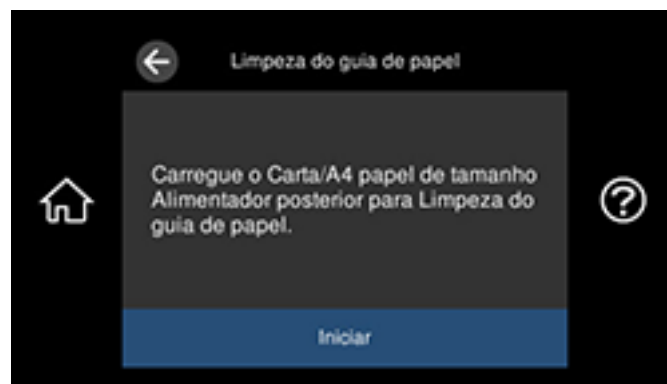 Limpeza do guia de papel
Carregue o Carta/A4 papel de tamanho
Alimentador posterior para Limpeza do
guia de papel.
Iniciar